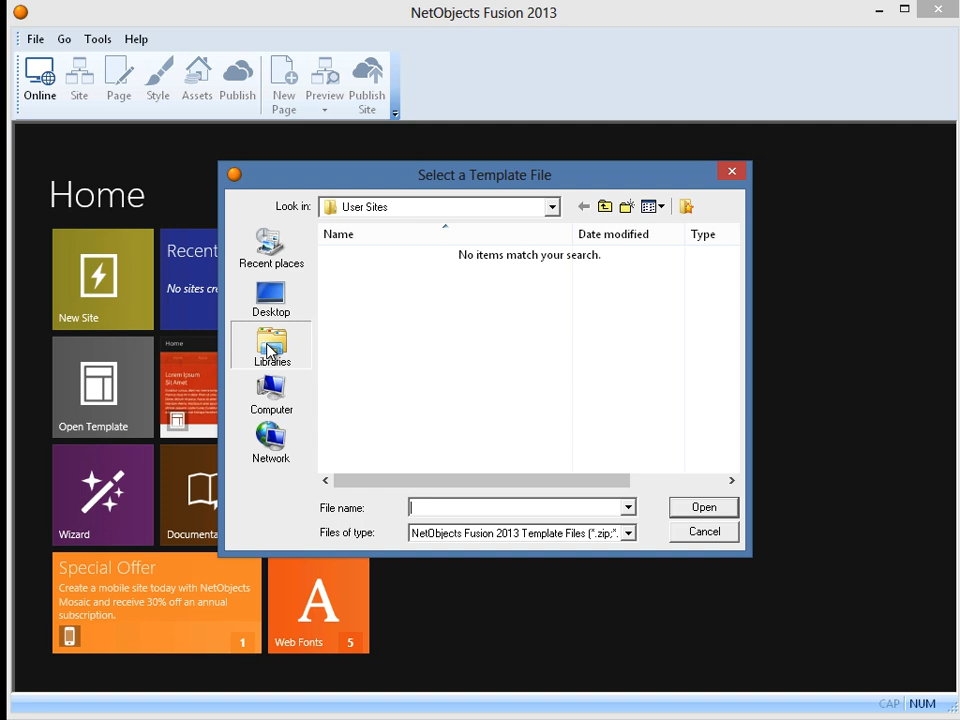 NetObjects Fusion 2013
File Go Tools Help
Online Site Page Style Assets Publish New Page Preview Publish Site
Home
Select a Template File
Look in: User Sites
Name Date modified Type
No items match your search.
Recent places
Desktop
Libraries
Computer
Network
File name: Open
Files of type: NetObjects Fusion 2013 Template Files (*.zip;*. Cancel
New Site
Recent
No sites cre
Open Template
Home
Lorem Ipsum
Sit Amet
Wizard
Documenta
Special Offer
Create a mobile site today with NetObjects
Mosaic and receive 30% off an annual
subscription.
1
A
Web Fonts 5
CAP NUM